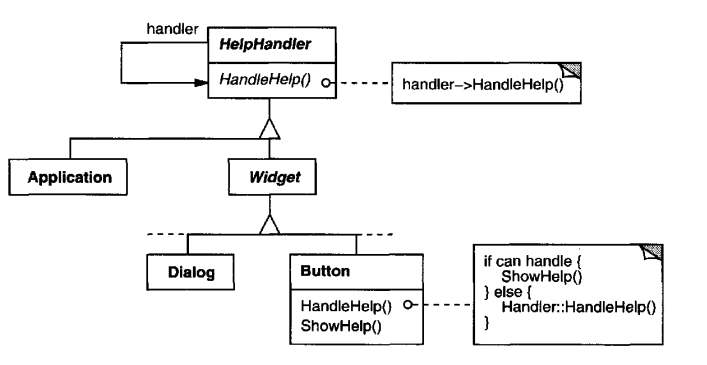 handler
HelpHandler
HandleHelp()
handler–>HandleHelp()
Application
Widget
Dialog
Button
HandleHelp()
ShowHelp()
if can handle {
ShowHelp()
} else {
Handler::HandleHelp()
}